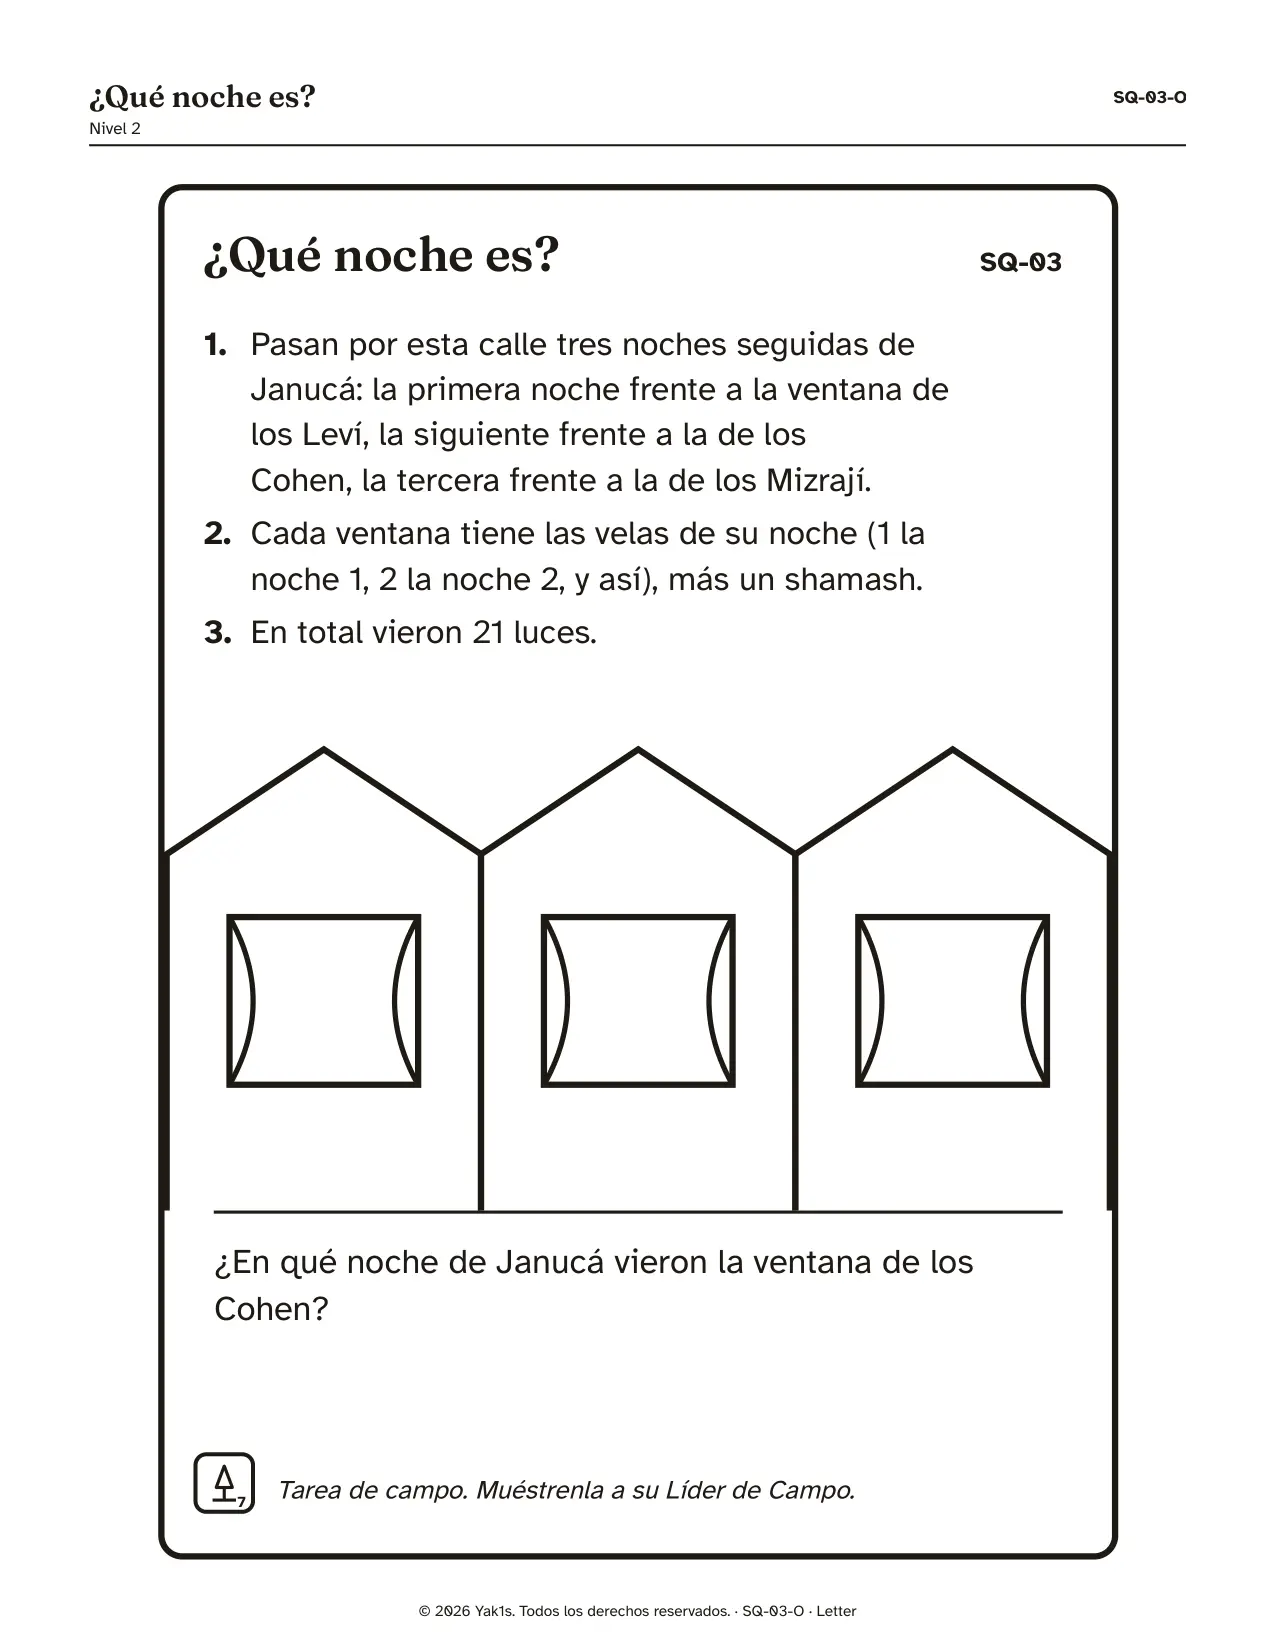 ¿Qué noche es?
SQ-03-O
Nivel 2
¿Qué noche es?
SQ-03
1. Pasan por esta calle tres noches seguidas de
Janucá: la primera noche frente a la ventana de
los Leví, la siguiente frente a la de los
Cohen, la tercera frente a la de los Mizrají.
2. Cada ventana tiene las velas de su noche (1 la
noche 1, 2 la noche 2, y así), más un shamash.
3. En total vieron 21 luces.
¿En qué noche de Janucá vieron la ventana de los
Cohen?
7
Tarea de campo. Muéstrenla a su Líder de Campo.
© 2026 Yak1s. Todos los derechos reservados. · SQ-03-O · Letter